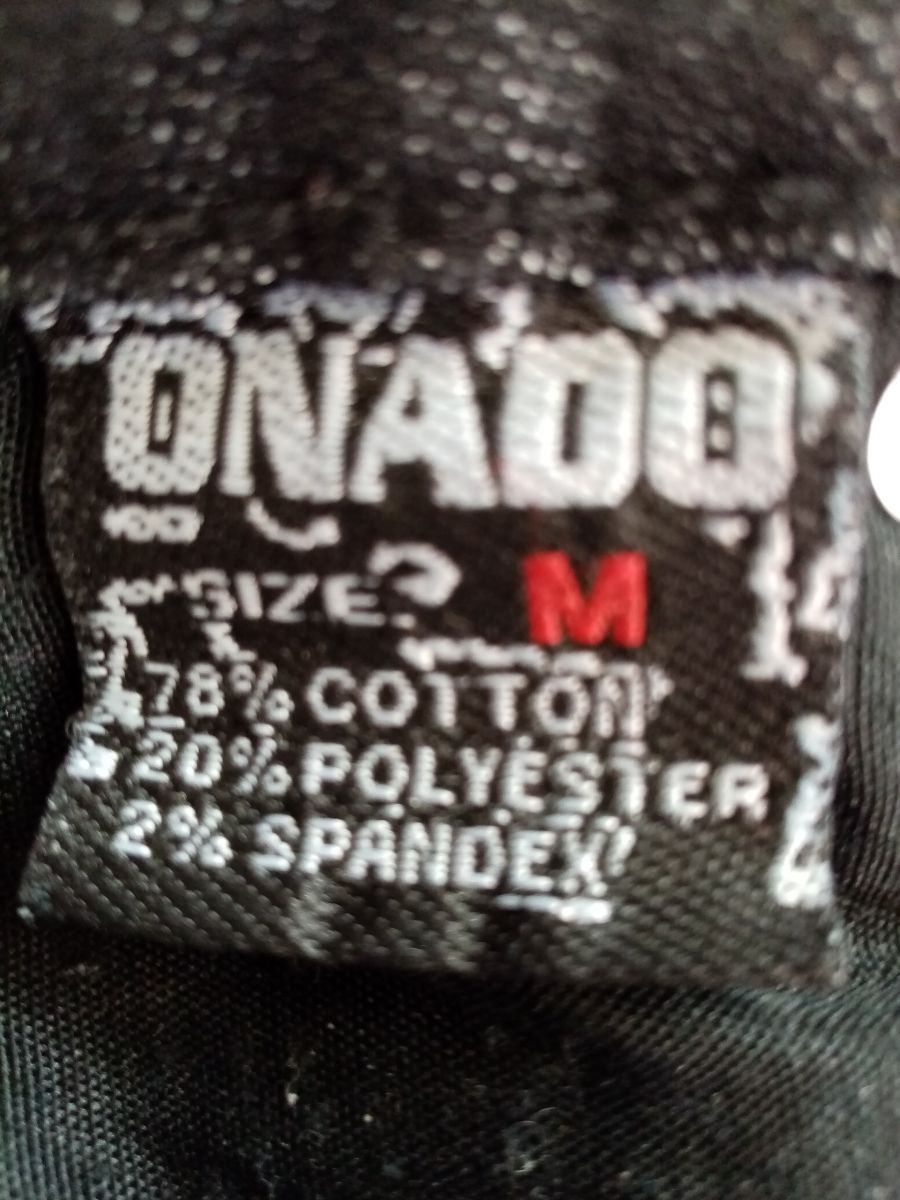 ONADO
SIZE M
78% COTTON
20% POLYESTER
2% SPANDEX